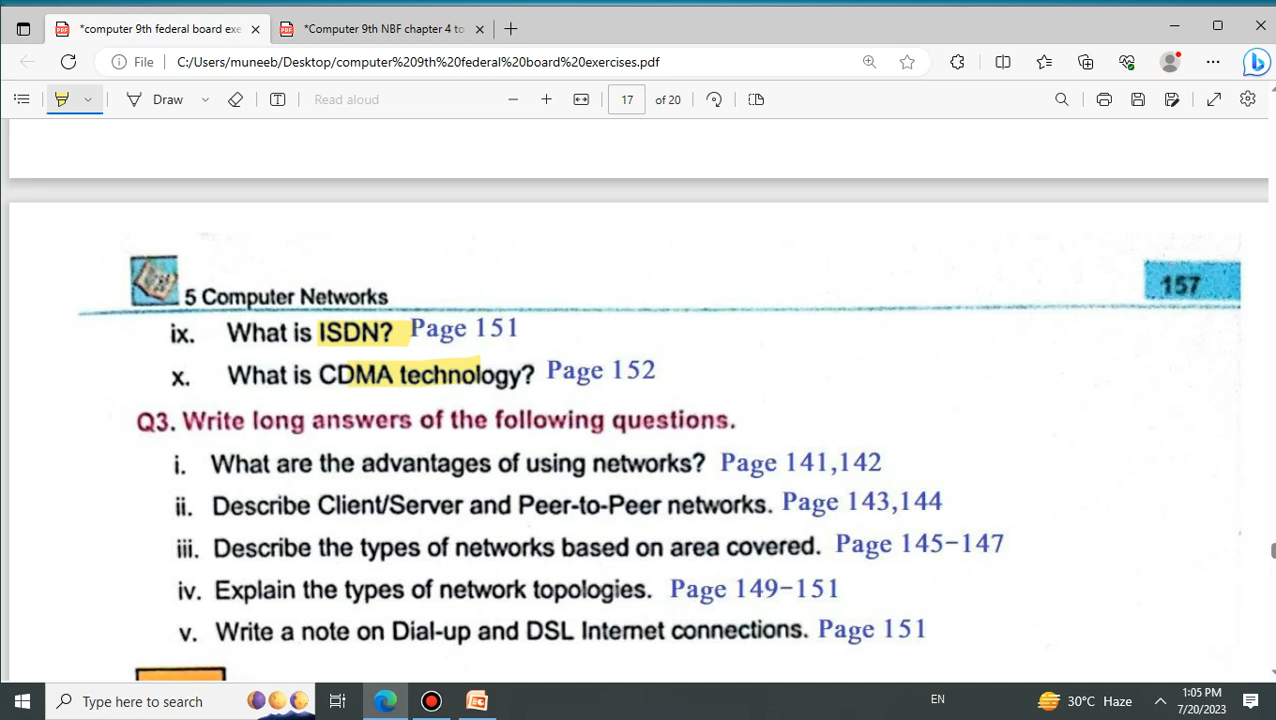 *computer 9th federal board exe
*Computer 9th NBF chapter 4 to
File C:/Users/muneeb/Desktop/computer%209th%20federal%20board%20exercises.pdf
Draw Read aloud 17 of 20
5 Computer Networks 157
ix. What is ISDN? Page 151
x. What is CDMA technology? Page 152
Q3. Write long answers of the following questions.
i. What are the advantages of using networks? Page 141,142
ii. Describe Client/Server and Peer-to-Peer networks. Page 143,144
iii. Describe the types of networks based on area covered. Page 145-147
iv. Explain the types of network topologies. Page 149-151
v. Write a note on Dial-up and DSL Internet connections. Page 151
Type here to search EN 30°C Haze 1:05 PM
7/20/2023